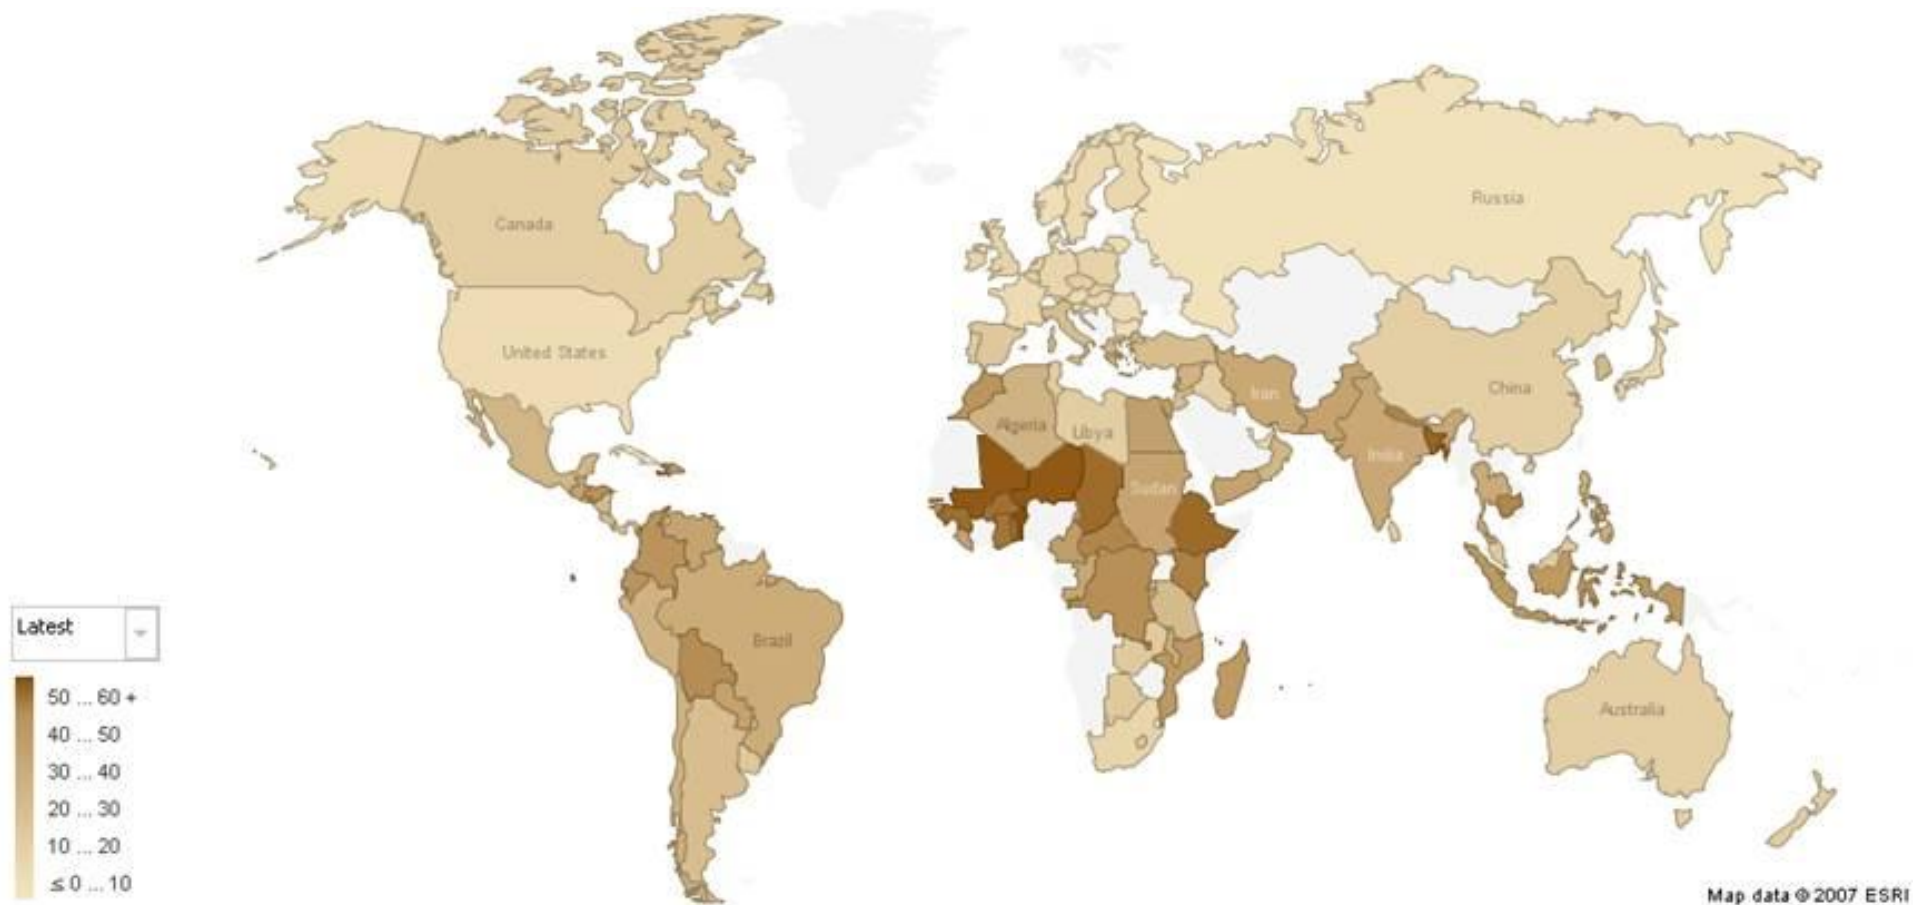 Canada
Russia
United States
China
Iran
Algeria
Libya
India
Sudan
Brazil
Australia
Latest
50 ... 60 +
40 ... 50
30 ... 40
20 ... 30
10 ... 20
≤ 0 ... 10
Map data © 2007 ESRI